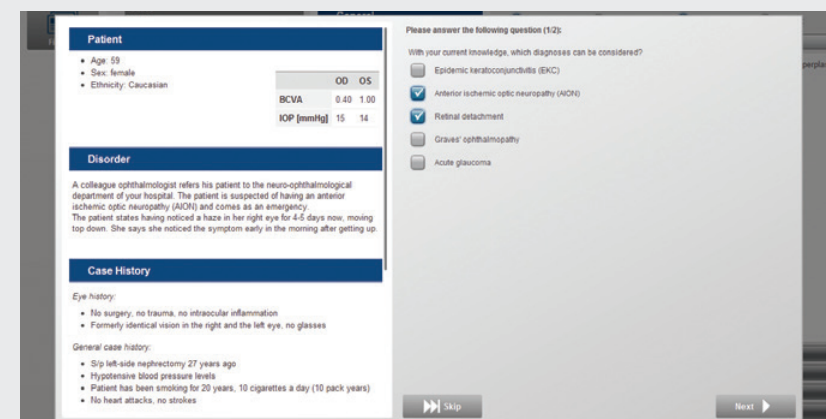 Patient
• Age: 59
• Sex: female
• Ethnicity: Caucasian
OD OS
BCVA 0.40 1.00
IOP [mmHg] 15 14
Disorder
A colleague ophthalmologist refers his patient to the neuro-ophthalmological
department of your hospital. The patient is suspected of having an anterior
ischemic optic neuropathy (AION) and comes as an emergency.
The patient states having noticed a haze in her right eye for 4-5 days now, moving
top down. She says she noticed the symptom early in the morning after getting up.
Case History
Eye history:
• No surgery, no trauma, no intraocular inflammation
• Formerly identical vision in the right and the left eye, no glasses
General case history:
• S/p left-side nephrectomy 27 years ago
• Hypotensive blood pressure levels
• Patient has been smoking for 20 years, 10 cigarettes a day (10 pack years)
• No heart attacks, no strokes
Please answer the following question (1/2):
With your current knowledge, which diagnoses can be considered?
Epidemic keratoconjunctivitis (EKC)
Anterior ischemic optic neuropathy (AION)
Retinal detachment
Graves' ophthalmopathy
Acute glaucoma
Skip
Next